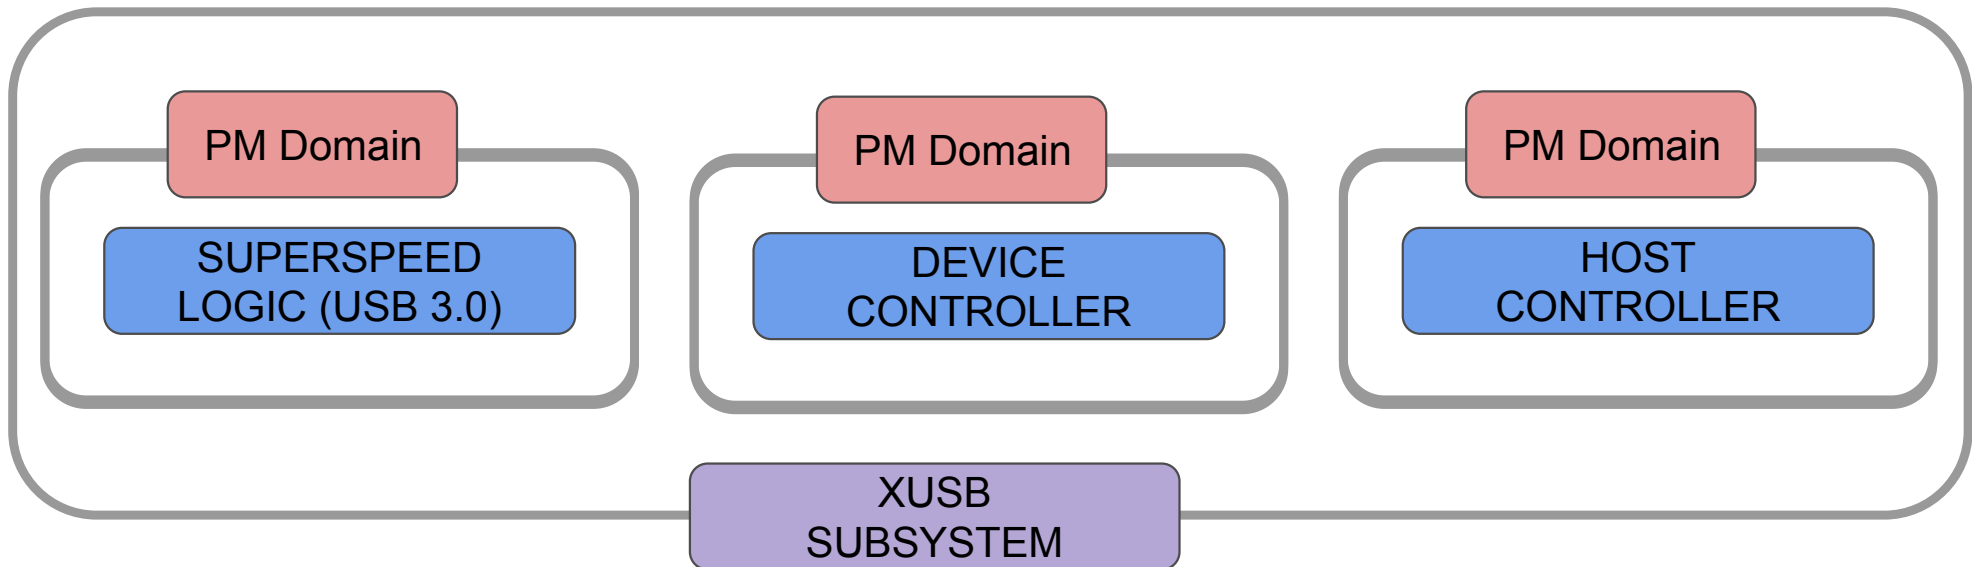 PM Domain
SUPERSPEED
LOGIC (USB 3.0)
PM Domain
DEVICE
CONTROLLER
PM Domain
HOST
CONTROLLER
XUSB
SUBSYSTEM